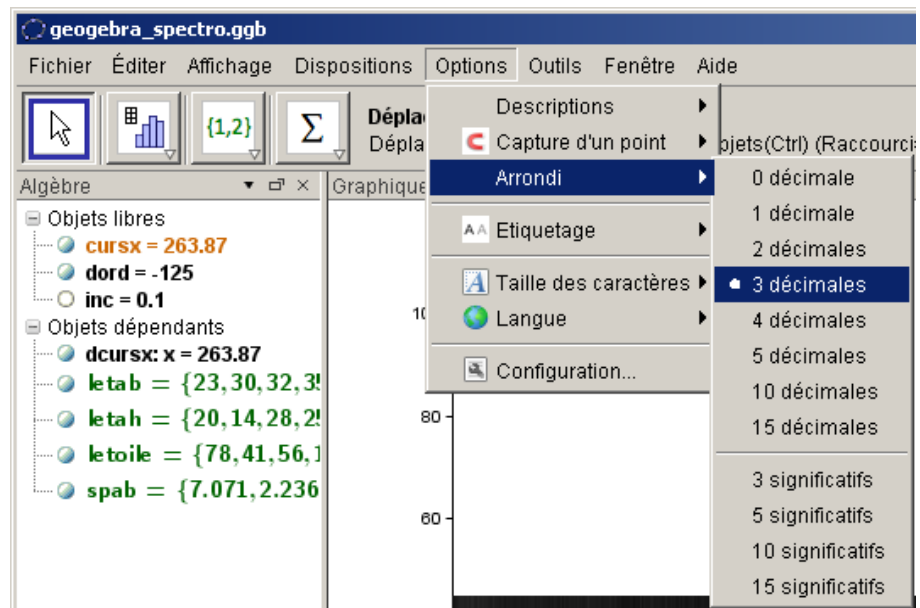 geogebra_spectro.ggb
Fichier Éditer Affichage Dispositions Options Outils Fenêtre Aide
{1,2} Σ
Dépla
Dépla
objets(Ctrl) (Raccourci=
Descriptions
Capture d'un point
Arrondi
AA Etiquetage
A Taille des caractères
Langue
Configuration...
0 décimale
1 décimale
2 décimales
3 décimales
4 décimales
5 décimales
10 décimales
15 décimales
3 significatifs
5 significatifs
10 significatifs
15 significatifs
Algèbre
Objets libres
cursx = 263.87
dord = -125
inc = 0.1
Objets dépendants
dcursx: x = 263.87
letab = {23,30,32,3
letah = {20,14,28,2
letoile = {78,41,56,1
spab = {7.071,2.236
Graphique
10
80
60